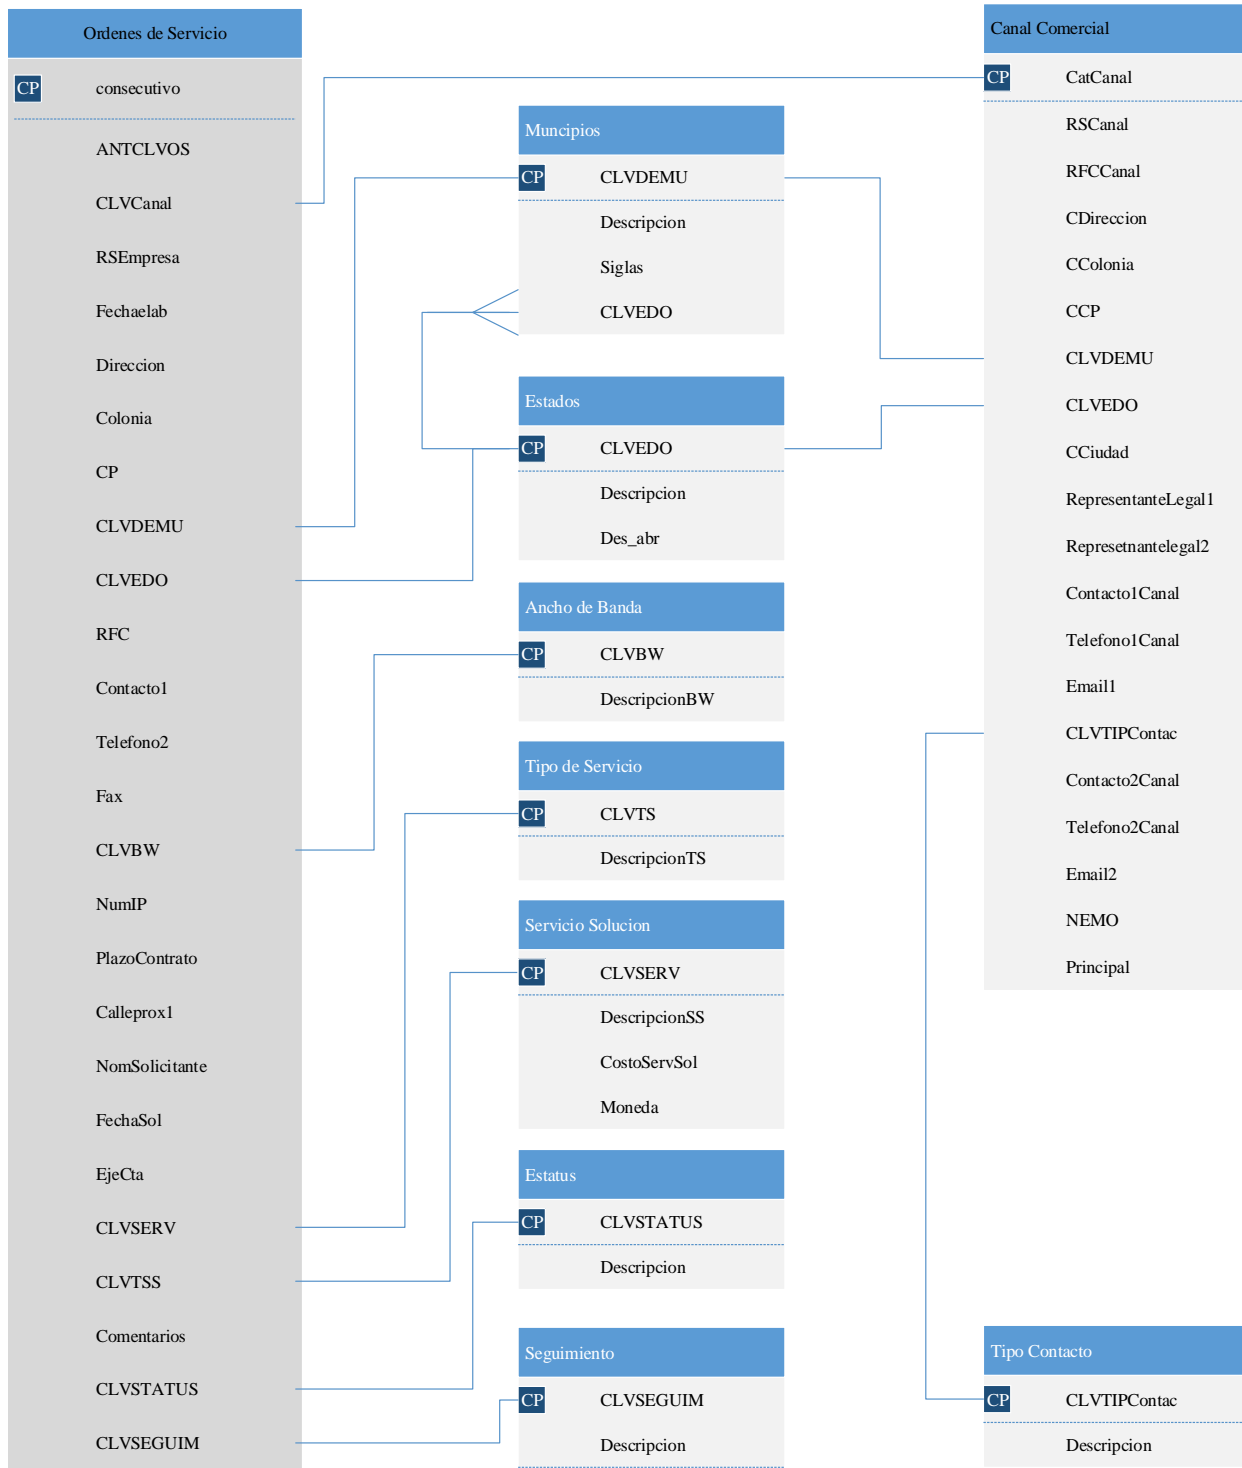 Ordenes de Servicio
CP consecutivo
ANTCLVOS
CLVCanal
RSEmpresa
Fechaelab
Direccion
Colonia
CP
CLVDEMU
CLVEDO
RFC
Contacto1
Telefono2
Fax
CLVBW
NumIP
PlazoContrato
Calleprox1
NomSolicitante
FechaSol
EjeCta
CLVSERV
CLVTSS
Comentarios
CLVSTATUS
CLVSEGUIM
Muncipios
CP CLVDEMU
Descripcion
Siglas
CLVEDO
Estados
CP CLVEDO
Descripcion
Des_abr
Ancho de Banda
CP CLVBW
DescripcionBW
Tipo de Servicio
CP CLVTS
DescripcionTS
Servicio Solucion
CP CLVSERV
DescripcionSS
CostoServSol
Moneda
Estatus
CP CLVSTATUS
Descripcion
Seguimiento
CP CLVSEGUIM
Descripcion
Canal Comercial
CP CatCanal
RSCanal
RFCCanal
CDireccion
CColonia
CCP
CLVDEMU
CLVEDO
CCiudad
RepresentanteLegal1
Represetnantelegal2
Contacto1Canal
Telefono1Canal
Email1
CLVTIPContac
Contacto2Canal
Telefono2Canal
Email2
NEMO
Principal
Tipo Contacto
CP CLVTIPContac
Descripcion